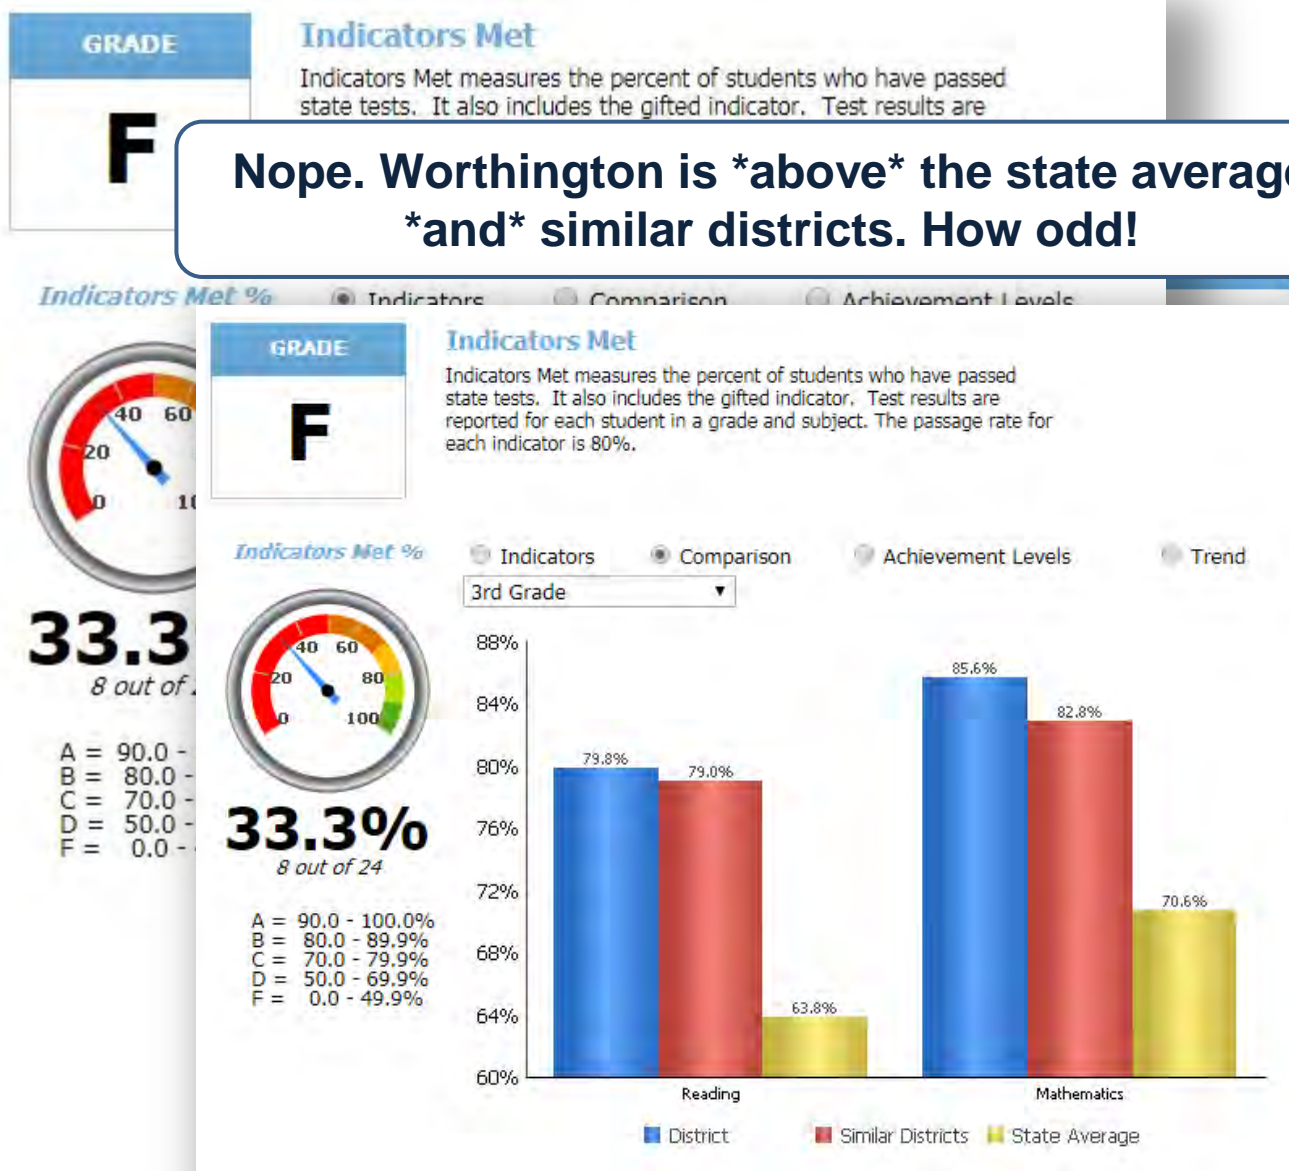 GRADE
F
Indicators Met
Indicators Met measures the percent of students who have passed
state tests.  It also includes the gifted indicator.  Test results are
Nope. Worthington is *above* the state average
*and* similar districts. How odd!
Indicators Met %
Indicators
Comparison
Achievement Levels
0
20
40
60
33.3
8 out of
A = 90.0 -
B = 80.0 -
C = 70.0 -
D = 50.0 -
F = 0.0 -
GRADE
F
Indicators Met
Indicators Met measures the percent of students who have passed
state tests.  It also includes the gifted indicator.  Test results are
reported for each student in a grade and subject. The passage rate for
each indicator is 80%.
Indicators Met %
Indicators
Comparison
Achievement Levels
Trend
3rd Grade
0
20
40
60
80
100
33.3%
8 out of 24
A = 90.0 - 100.0%
B = 80.0 - 89.9%
C = 70.0 - 79.9%
D = 50.0 - 69.9%
F = 0.0 - 49.9%
88%
84%
80%
76%
72%
68%
64%
60%
79.8%
79.0%
63.8%
85.6%
82.8%
70.6%
Reading
Mathematics
District
Similar Districts
State Average